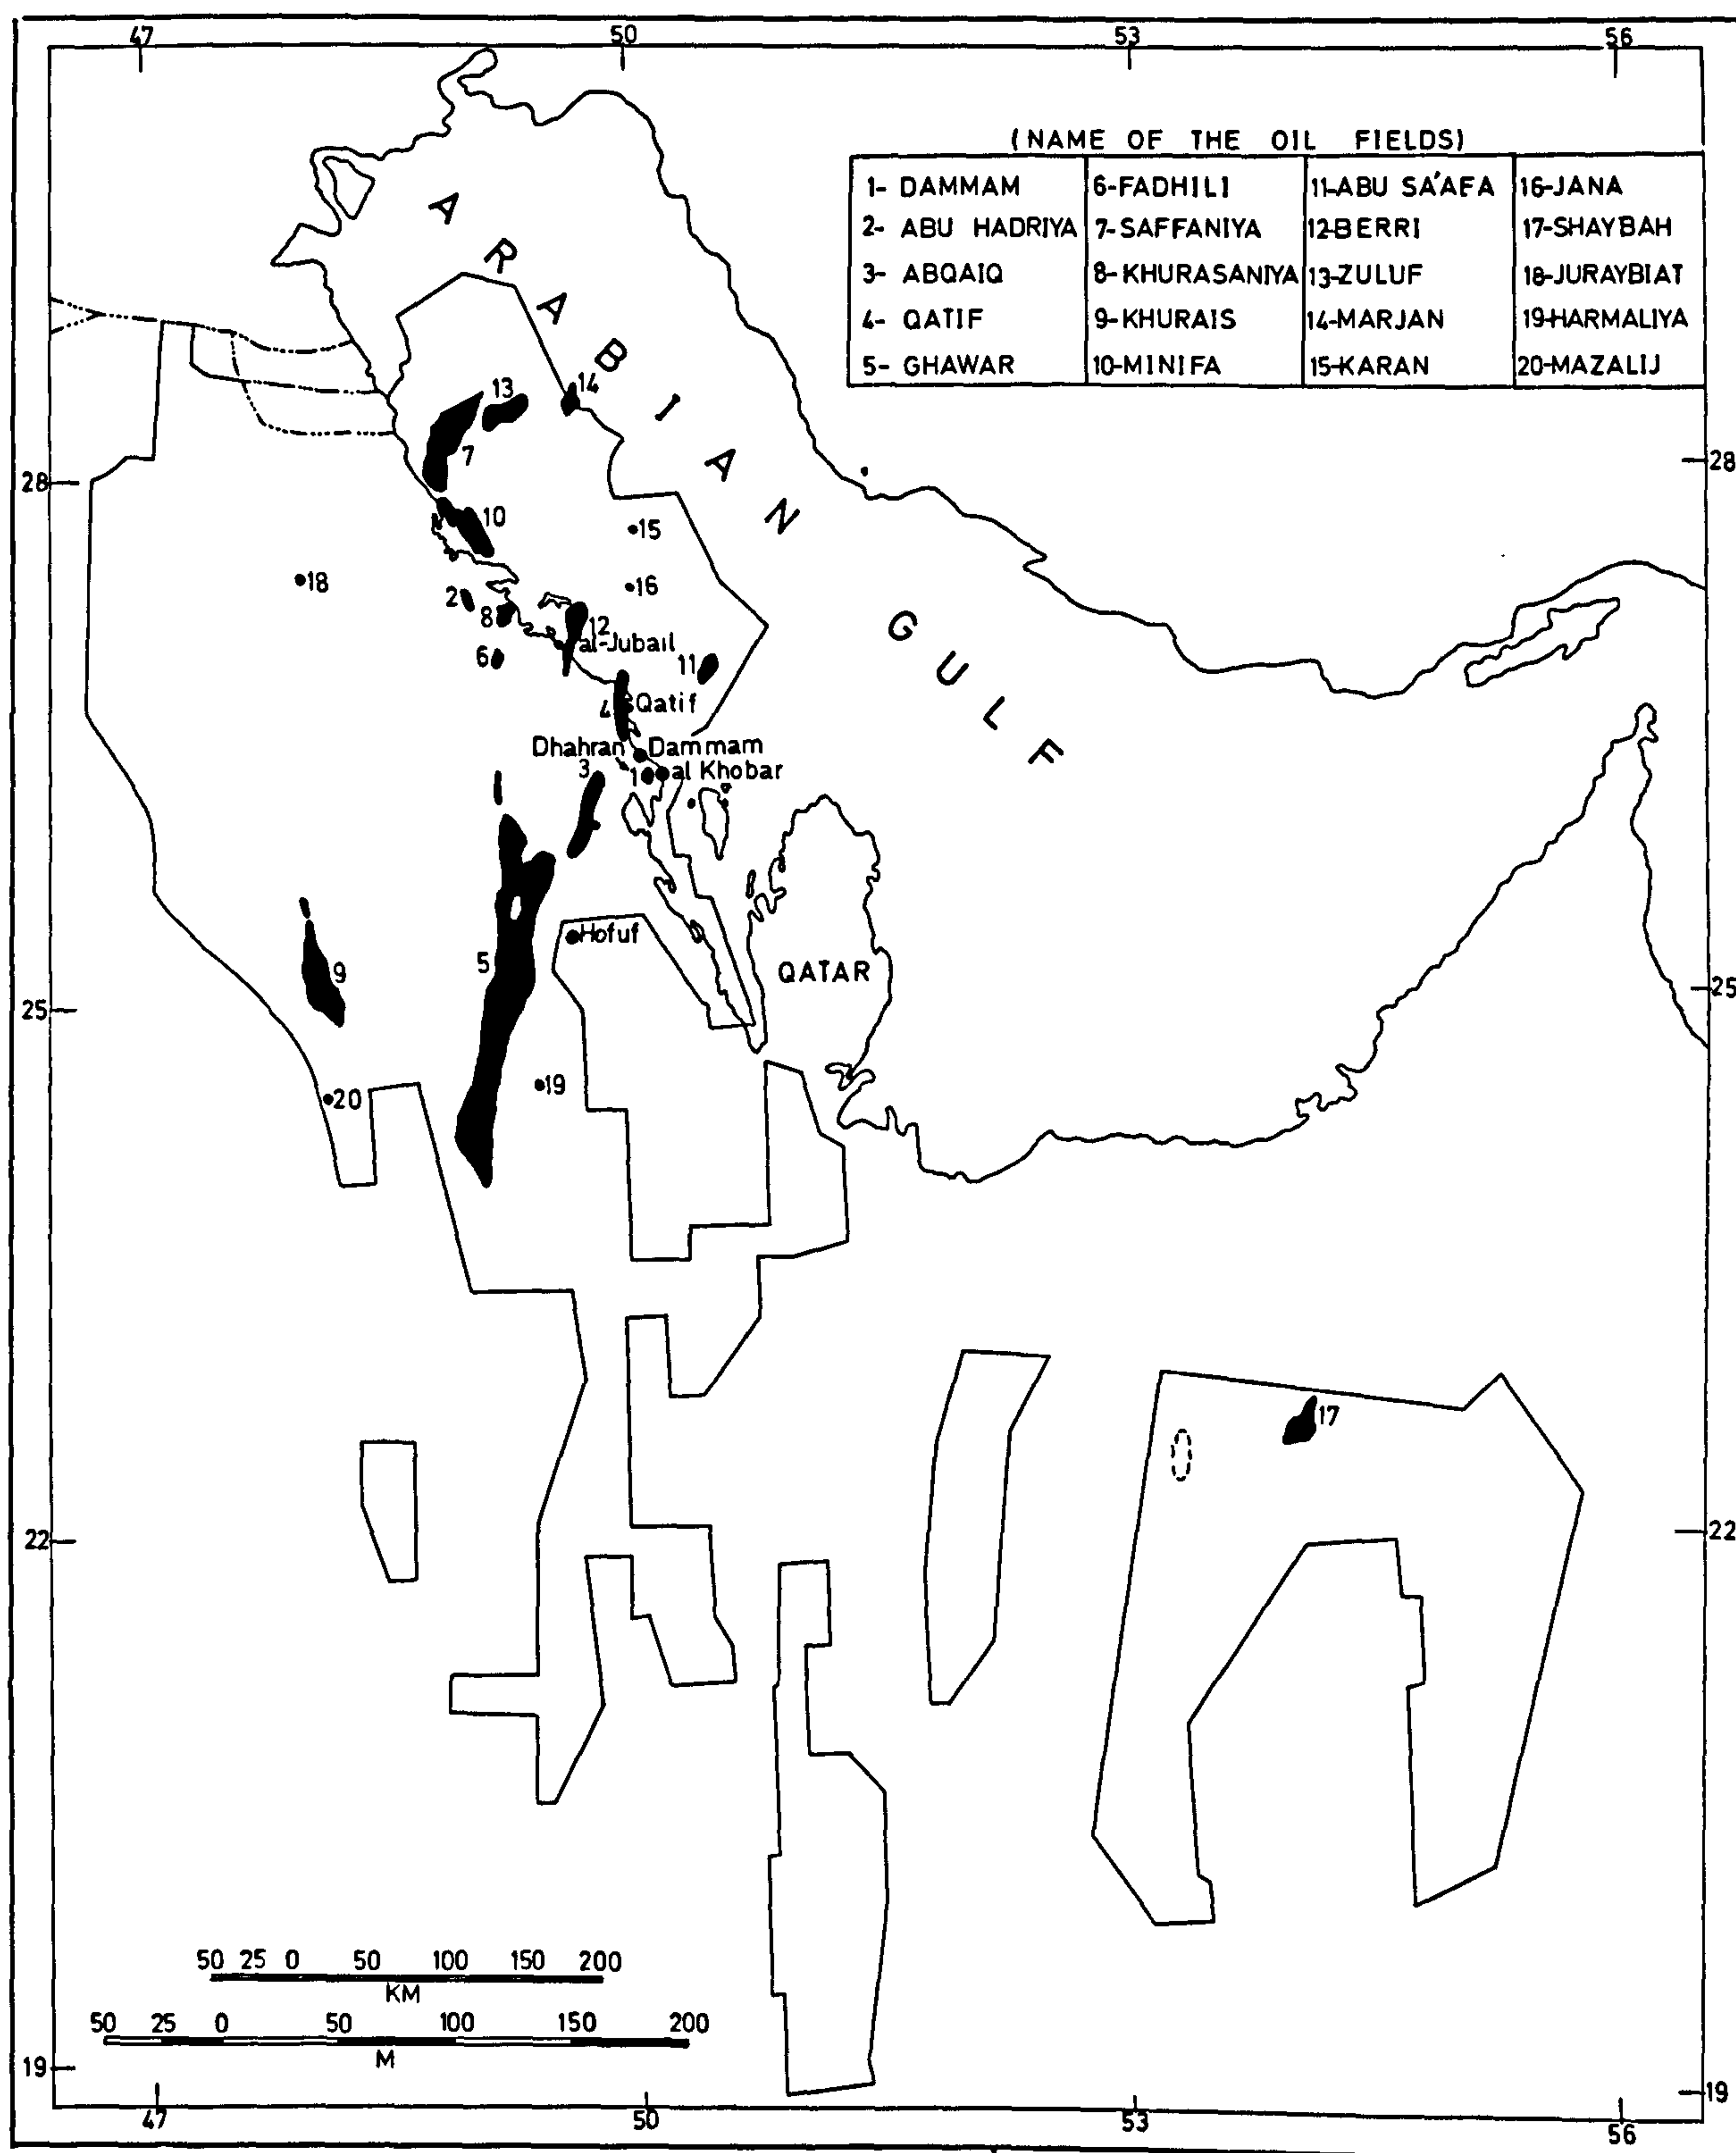 47 50 53 56
(NAME OF THE OIL FIELDS)
1- DAMMAM 6-FADHILI 11-ABU SA'AFA 16-JANA
2- ABU HADRIYA 7-SAFFANIYA 12-BERRI 17-SHAYBAH
3- ABQAIQ 8-KHURASANIYA 13-ZULUF 18-JURAYBIAT
4- QATIF 9-KHURAIS 14-MARJAN 19-HARMALIYA
5- GHAWAR 10-MINIFA 15-KARAN 20-MAZALIJ
ARABIAN GULF
13
14
7
28 28
10
15
18
16
2
8
12
al-Jubail
6
11
4
Qatif
Dhahran
Dammam
3
1
al Khobar
Hofuf
9
5
QATAR
25 25
19
20
17
22 22
50 25 0 50 100 150 200
KM
50 25 0 50 100 150 200
M
19 19
47 50 53 56